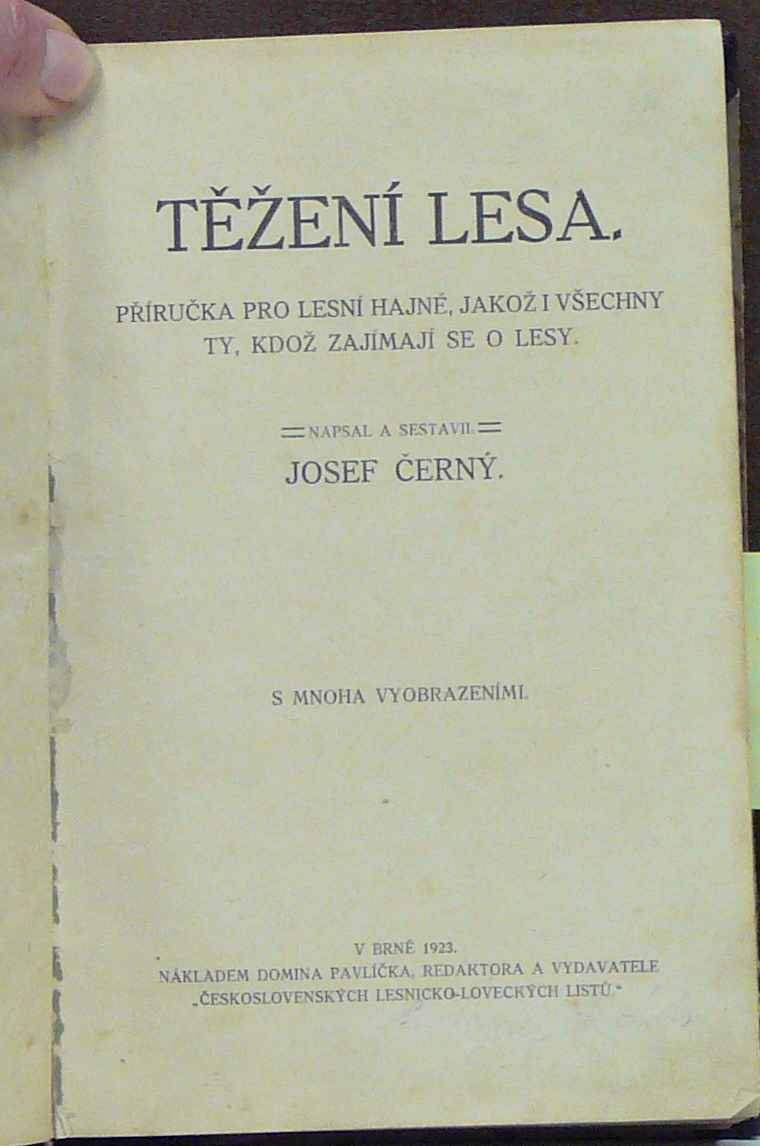 TĚŽENÍ LESA.
PŘÍRUČKA PRO LESNÍ HAJNÉ, JAKOŽ I VŠECHNY
TY, KDOŽ ZAJÍMAJÍ SE O LESY.
NAPSAL A SESTAVIL
JOSEF ČERNÝ.
S MNOHA VYOBRAZENÍMI.
V BRNĚ 1923.
NÁKLADEM DOMINA PAVLÍČKA, REDAKTORA A VYDAVATELE
„ČESKOSLOVENSKÝCH LESNICKO-LOVECKÝCH LISTŮ.“